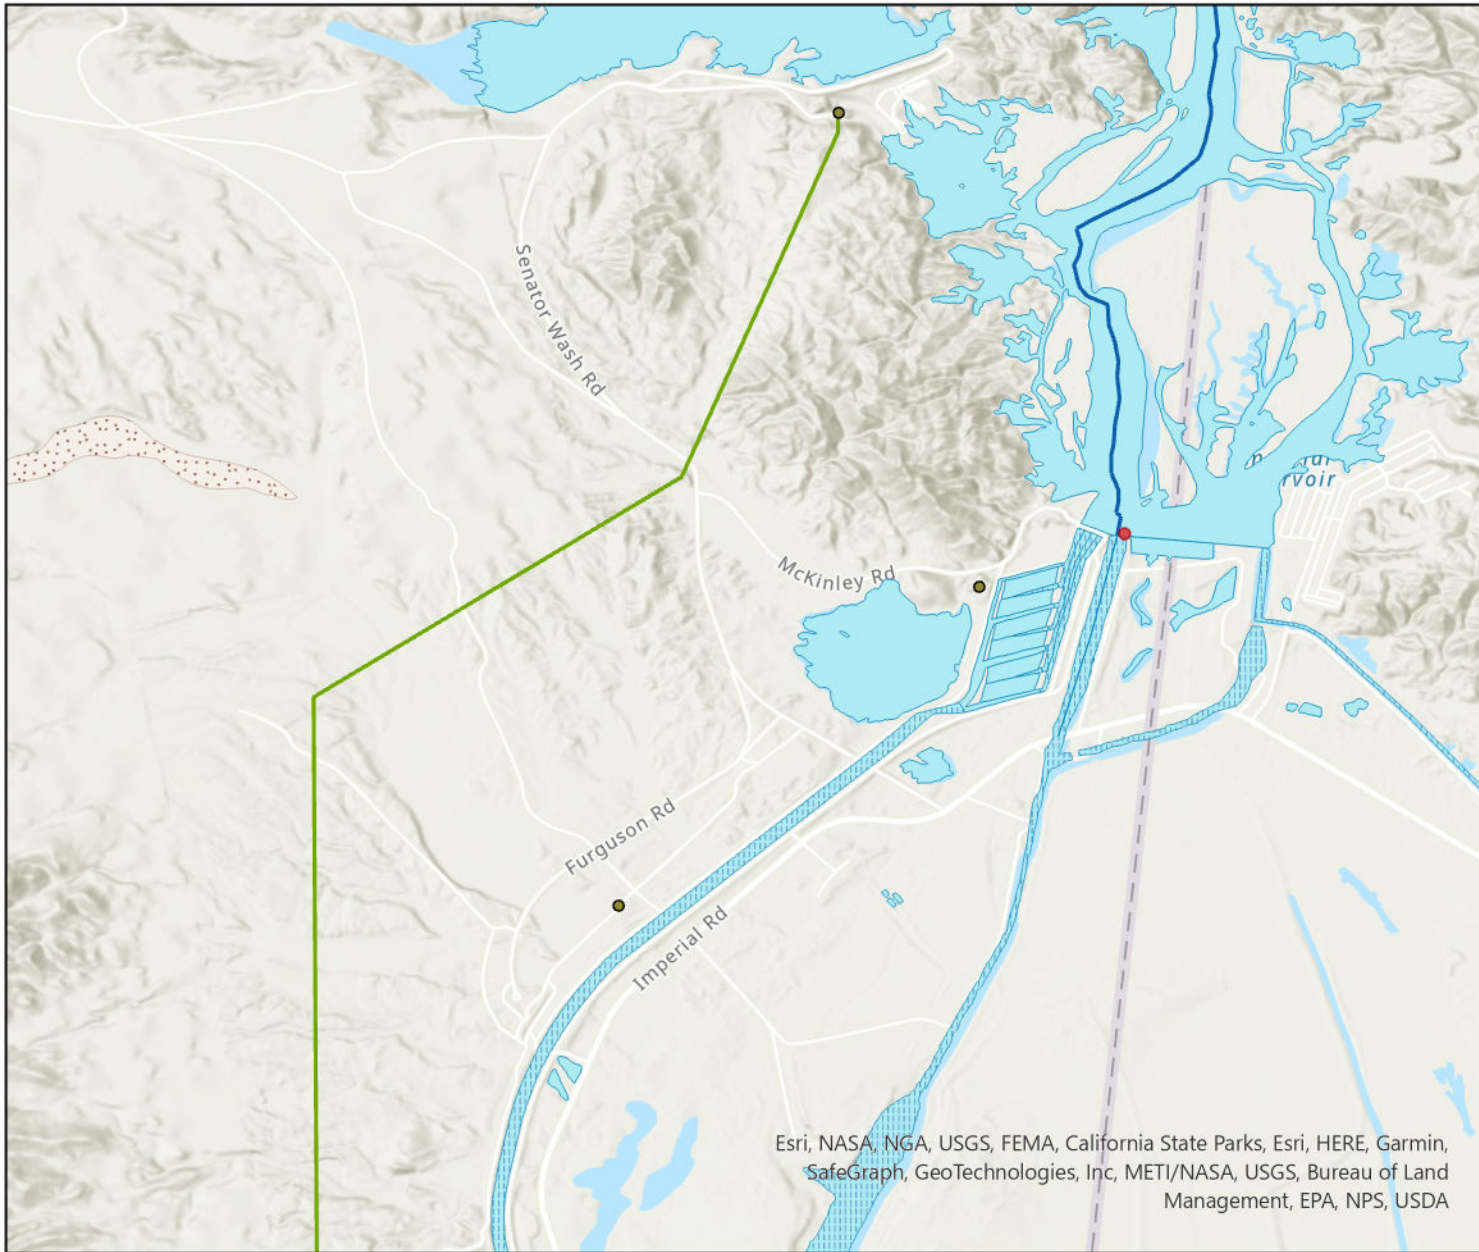 Senator Wash Rd
rvoir
McKinley Rd
Furguson Rd
Imperial Rd
Esri, NASA, NGA, USGS, FEMA, California State Parks, Esri, HERE, Garmin,
SafeGraph, GeoTechnologies, Inc, METI/NASA, USGS, Bureau of Land
Management, EPA, NPS, USDA